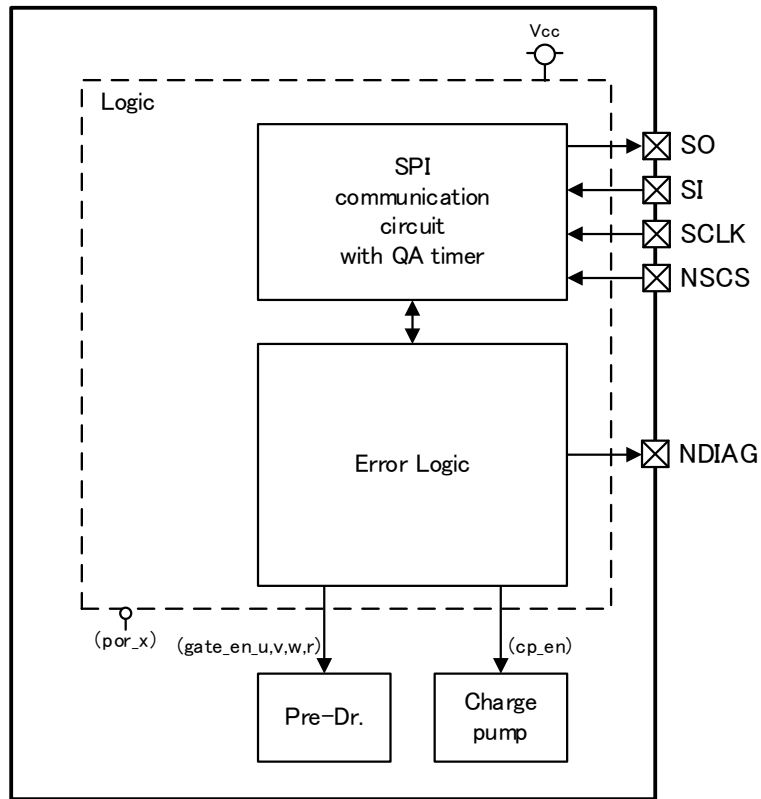 Vcc
Logic
SPI
communication
circuit
with QA timer
SO
SI
SCLK
NSCS
Error Logic
NDIAG
(por_x)
(gate_en_u,v,w,r)
(cp_en)
Pre-Dr.
Charge
pump